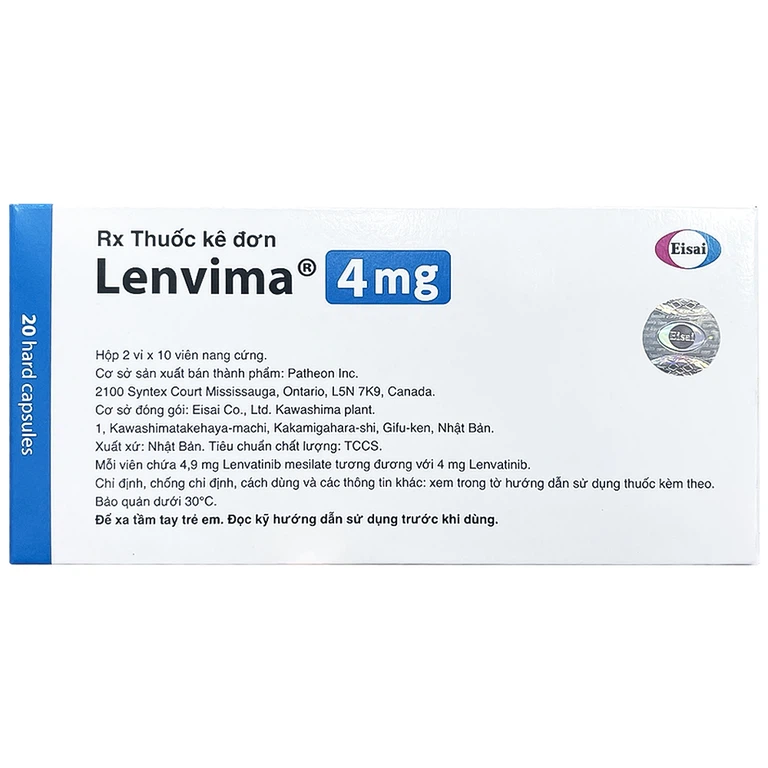 Rx Thuốc kê đơn
Lenvima® 4 mg
Eisai
Eisai
20 hard capsules
Hộp 2 vỉ x 10 viên nang cứng.
Cơ sở sản xuất bán thành phẩm: Patheon Inc.
2100 Syntex Court Mississauga, Ontario, L5N 7K9, Canada.
Cơ sở đóng gói: Eisai Co., Ltd. Kawashima plant.
1, Kawashimatakehaya-machi, Kakamigahara-shi, Gifu-ken, Nhật Bản.
Xuất xứ: Nhật Bản. Tiêu chuẩn chất lượng: TCCS.
Mỗi viên chứa 4,9 mg Lenvatinib mesilate tương đương với 4 mg Lenvatinib.
Chỉ định, chống chỉ định, cách dùng và các thông tin khác: xem trong tờ hướng dẫn sử dụng thuốc kèm theo.
Bảo quản dưới 30°C.
Để xa tầm tay trẻ em. Đọc kỹ hướng dẫn sử dụng trước khi dùng.